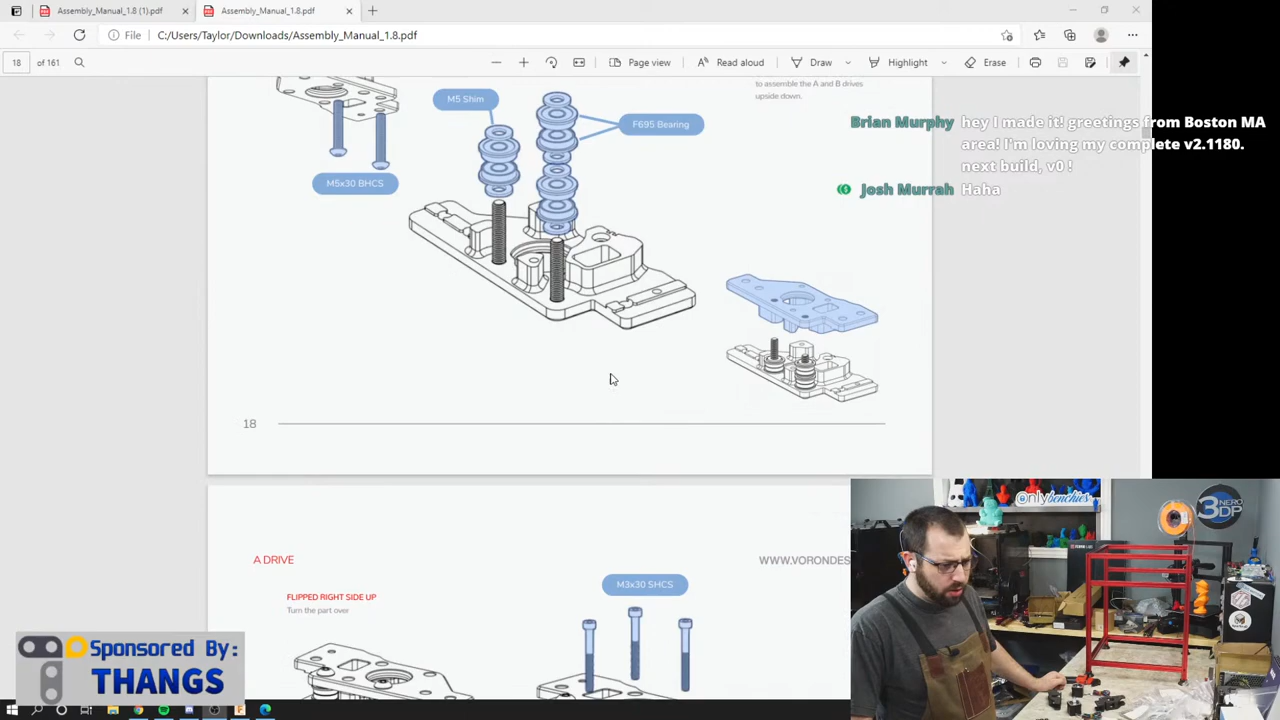 Assembly_Manual_1.8 (1).pdf
Assembly_Manual_1.8.pdf
File
C:/Users/Taylor/Downloads/Assembly_Manual_1.8.pdf
18 of 161
Page view
Read aloud
Draw
Highlight
Erase
to assemble the A and B drives
upside down.
M5 Shim
F695 Bearing
M5x30 BHCS
Brian Murphy hey I made it! greetings from Boston MA
area! I'm loving my complete v2.1180.
next build, v0 !
Josh Murrah Haha
18
A DRIVE
WWW.VORONDES
FLIPPED RIGHT SIDE UP
Turn the part over
M3x30 SHCS
onlybenchies
3DP
NERO
Sponsored By:
THANGS